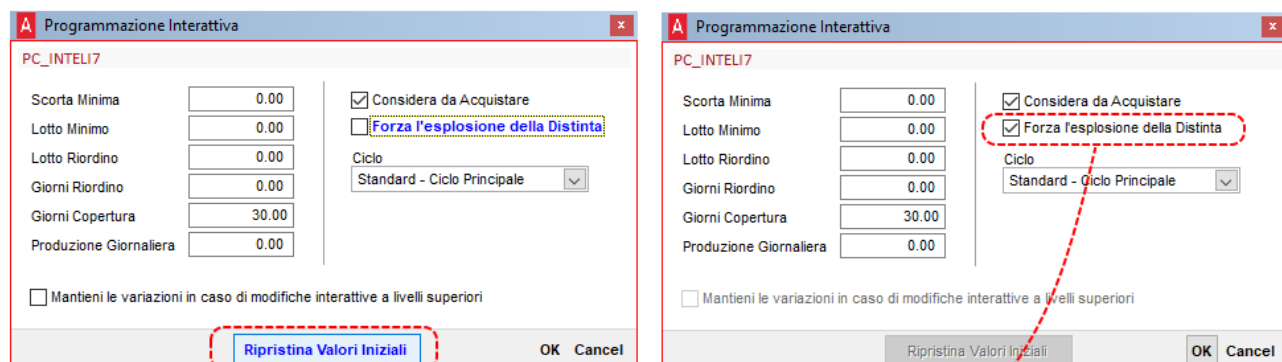 A Programmazione Interattiva x
PC_INTELI7
Scorta Minima 0.00
Lotto Minimo 0.00
Lotto Riordino 0.00
Giorni Riordino 0.00
Giorni Copertura 30.00
Produzione Giornaliera 0.00
Considera da Acquistare
Forza l'esplosione della Distinta
Ciclo
Standard - Ciclo Principale
Mantieni le variazioni in caso di modifiche interattive a livelli superiori
Ripristina Valori Iniziali OK Cancel
A Programmazione Interattiva x
PC_INTELI7
Scorta Minima 0.00
Lotto Minimo 0.00
Lotto Riordino 0.00
Giorni Riordino 0.00
Giorni Copertura 30.00
Produzione Giornaliera 0.00
Considera da Acquistare
Forza l'esplosione della Distinta
Ciclo
Standard - Ciclo Principale
Mantieni le variazioni in caso di modifiche interattive a livelli superiori
Ripristina Valori Iniziali OK Cancel